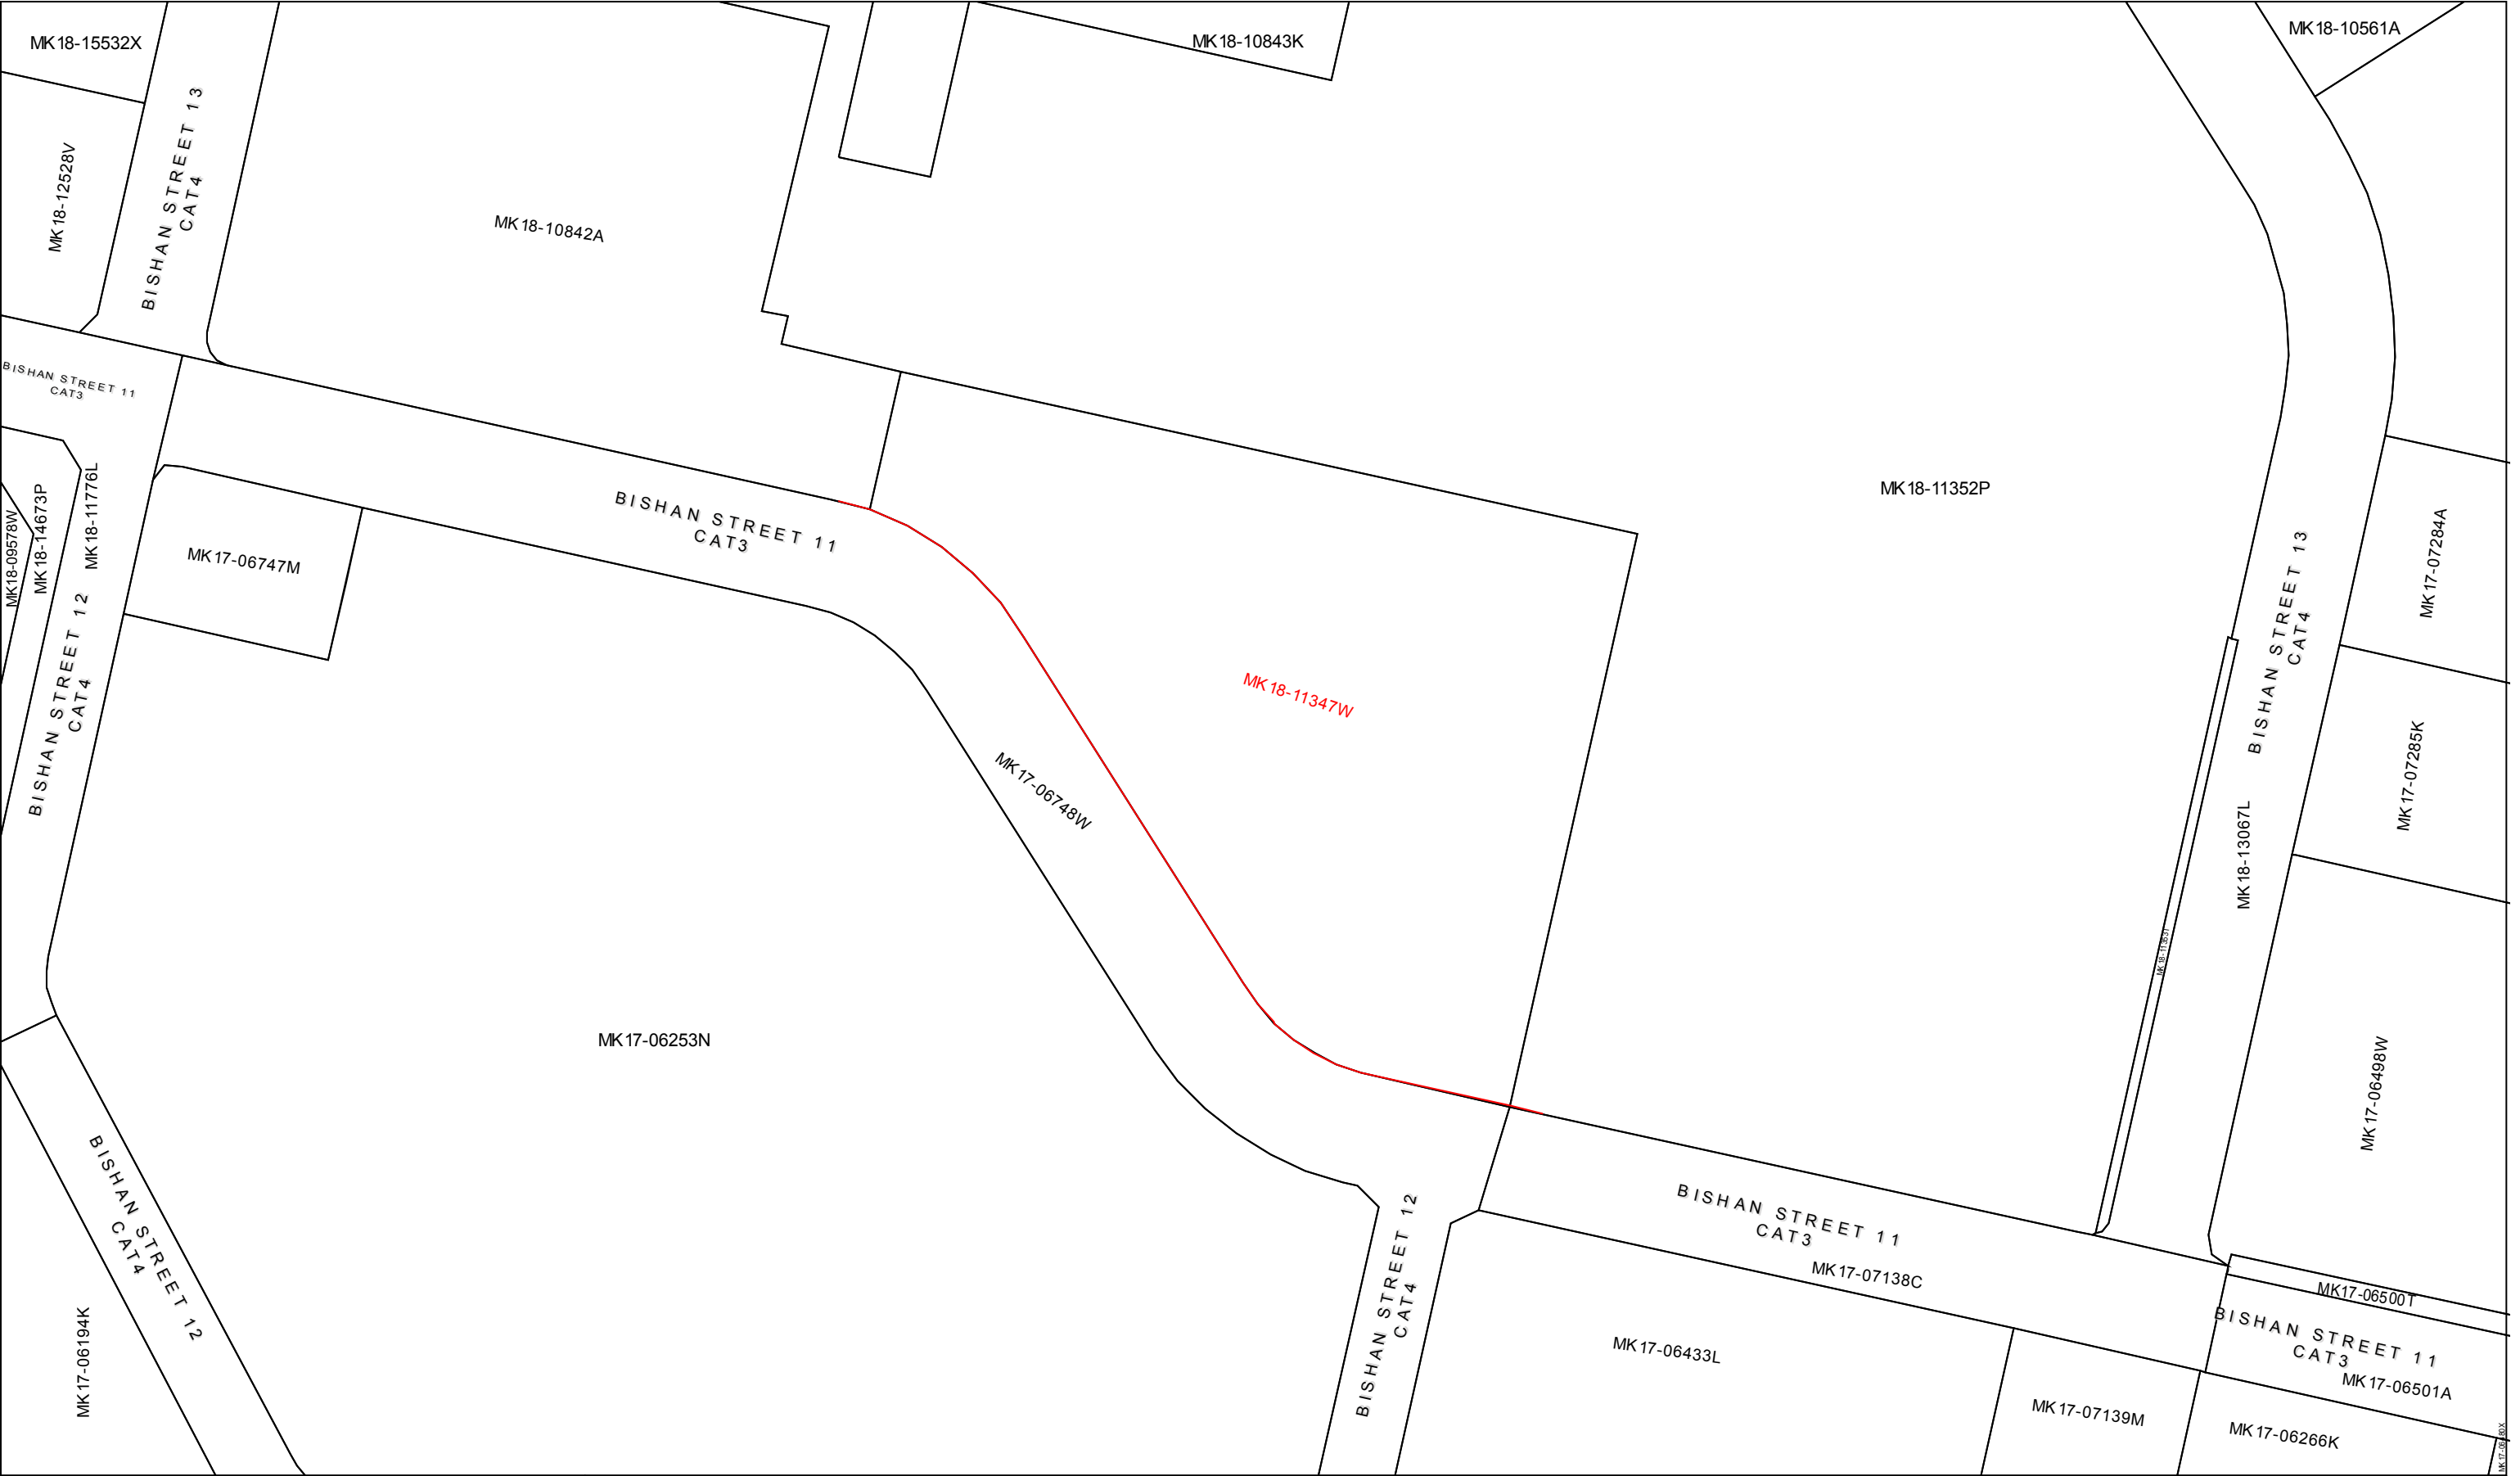 MK18-15532X
MK18-10843K
MK18-10561A
BISHAN STREET 13
CAT4
MK18-12528V
MK18-10842A
BISHAN STREET 11
CAT3
MK18-11352P
MK18-09578W
MK18-14673P
MK18-11776L
BISHAN STREET 11
CAT3
MK17-06747M
MK17-07284A
BISHAN STREET 13
CAT4
BISHAN STREET 12
CAT4
MK18-11347W
MK17-06748W
MK17-07285K
MK18-13067L
MK17-06253N
MK17-06498W
BISHAN STREET 12
CAT4
BISHAN STREET 12
CAT4
BISHAN STREET 11
CAT3
MK17-07138C
MK17-06500T
BISHAN STREET 11
CAT3
MK17-06501A
MK17-06194K
MK17-06433L
MK17-07139M
MK17-06266K